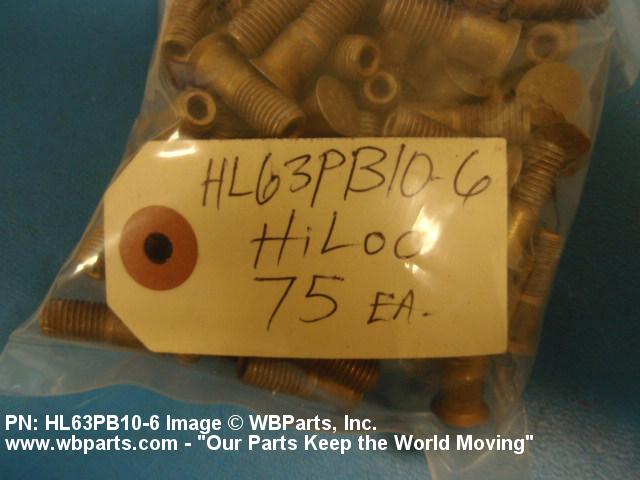 HL63PB10-6
HiLoc
75 EA.
PN: HL63PB10-6 Image © WBParts, Inc.
www.wbparts.com - "Our Parts Keep the World Moving"